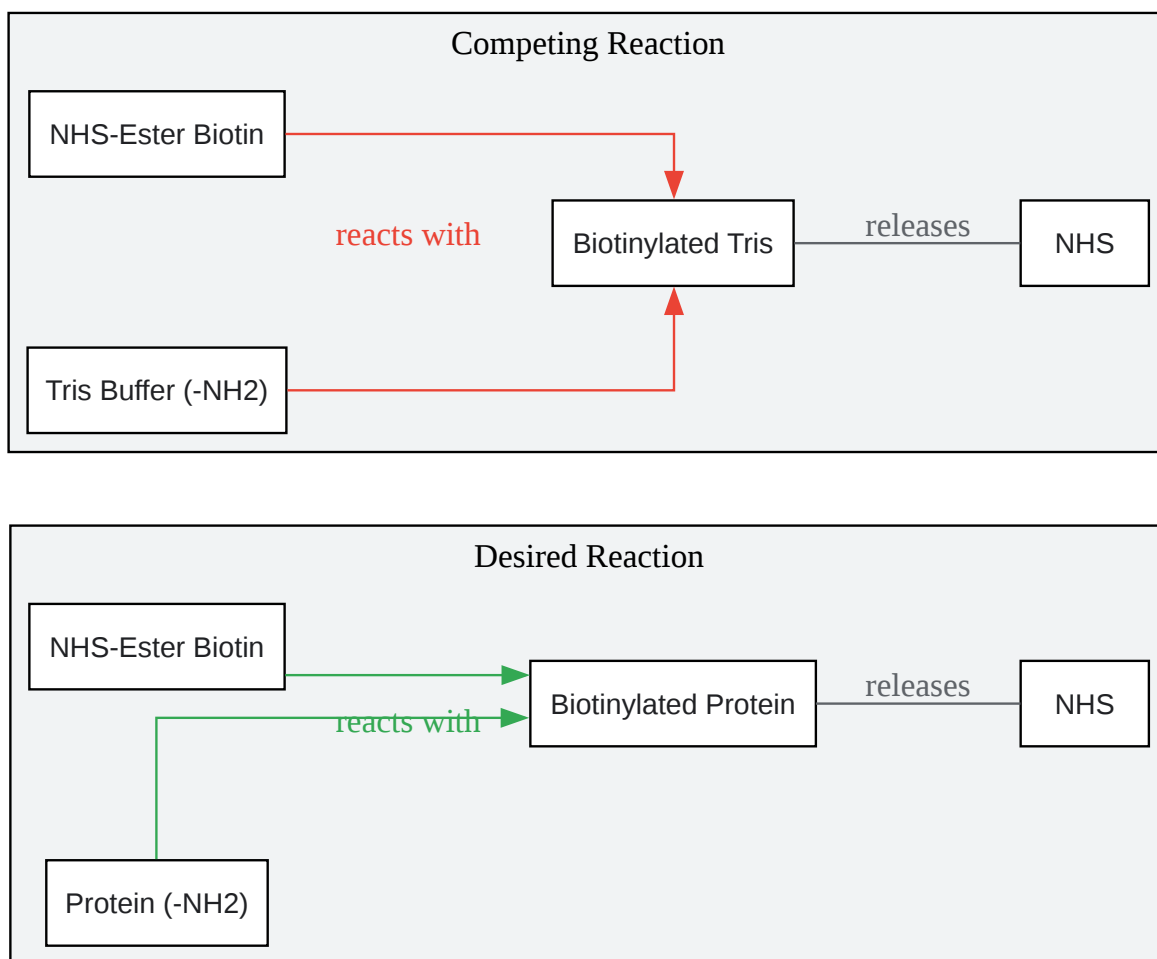 Competing Reaction
NHS-Ester Biotin
reacts with
Biotinylated Tris
releases
NHS
Tris Buffer (-NH2)
Desired Reaction
NHS-Ester Biotin
reacts with
Biotinylated Protein
releases
NHS
Protein (-NH2)